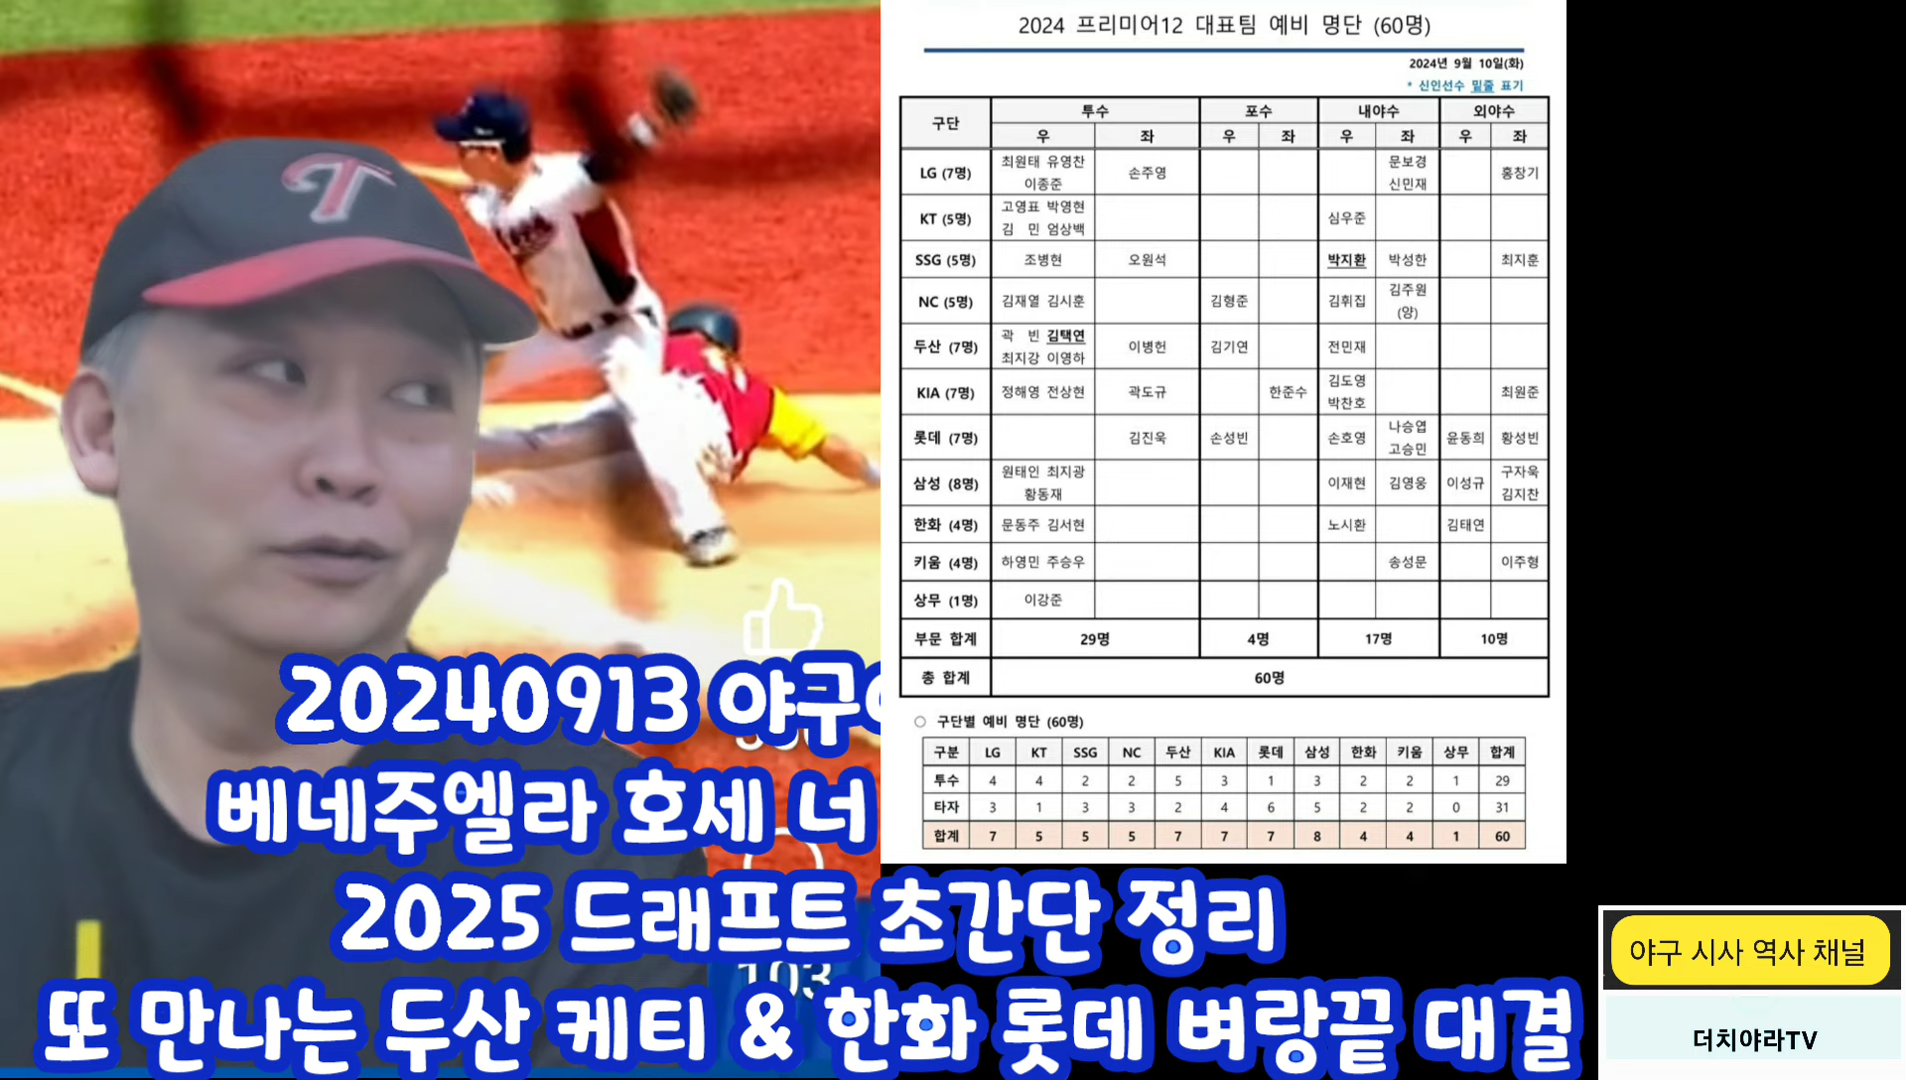 2024 프리미어12 대표팀 예비 명단 (60명)
2024년 9월 10일(화)
* 신인선수 밑줄 표기
구단 투수 포수 내야수 외야수
우 좌 우 좌 우 좌 우 좌
LG (7명) 최원태 유영찬 이종준 손주영 문보경 신민재 홍창기
KT (5명) 고영표 박영현 김 민 엄상백 심우준
SSG (5명) 조병현 오원석 박지환 박성한 최지훈
NC (5명) 김재열 김시훈 김형준 김휘집 김주원 (양)
두산 (7명) 곽 빈 김택연 최지강 이영하 이병헌 김기연 전민재
KIA (7명) 정해영 전상현 곽도규 한준수 김도영 박찬호 최원준
롯데 (7명) 김진욱 손성빈 손호영 나승엽 고승민 윤동희 황성빈
삼성 (8명) 원태인 최지광 황동재 이재현 김영웅 이성규 구자욱 김지찬
한화 (4명) 문동주 김서현 노시환 김태연
키움 (4명) 하영민 주승우 송성문 이주형
상무 (1명) 이강준
부문 합계 29명 4명 17명 10명
총 합계 60명
○ 구단별 예비 명단 (60명)
구분 LG KT SSG NC 두산 KIA 롯데 삼성 한화 키움 상무 합계
투수 4 4 2 2 5 3 1 3 2 2 1 29
타자 3 1 3 3 2 4 6 5 2 2 0 31
합계 7 5 5 5 7 7 7 8 4 4 1 60
20240913 야구
베네주엘라 호세 너
103
2025 드래프트 초간단 정리
또 만나는 두산 케티 & 한화 롯데 벼랑끝 대결
야구 시사 역사 채널
더치야라TV
T